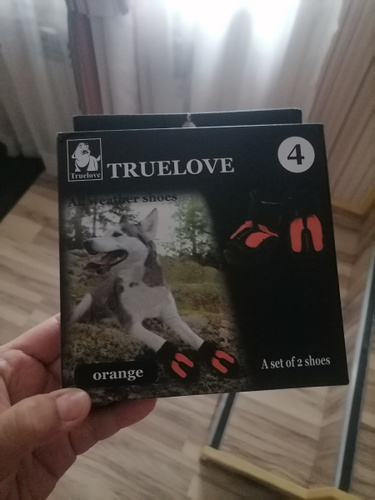 Truelove
TRUELOVE
4
All weather shoes
A set of 2 shoes
orange